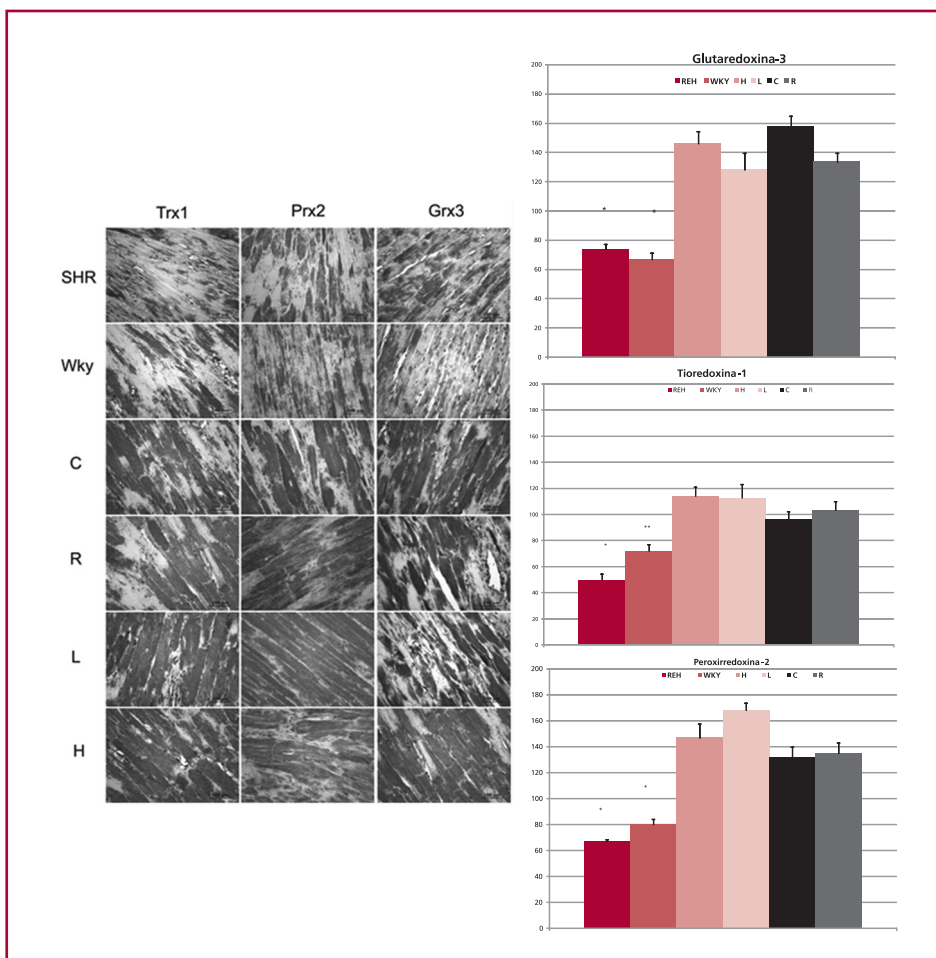 Trx1 Prx2 Grx3
SHR
Wky
C
R
L
H
Glutaredoxina-3
REH WKY H L C R
200
180
160
140
120
100
80
60
40
20
0
* *
Tioredoxina-1
REH WKY H L C R
200
180
160
140
120
100
80
60
40
20
0
* **
Peroxirredoxina-2
REH WKY H L C R
200
180
160
140
120
100
80
60
40
20
0
* *